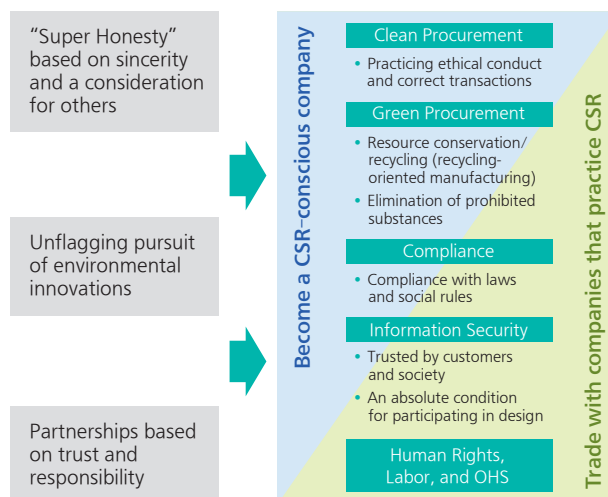 “Super Honesty”
based on sincerity
and a consideration
for others
Unflagging pursuit
of environmental
innovations
Partnerships based
on trust and
responsibility
Become a CSR-conscious company
Clean Procurement
• Practicing ethical conduct
and correct transactions
Green Procurement
• Resource conservation/
recycling (recycling-
oriented manufacturing)
• Elimination of prohibited
substances
Compliance
• Compliance with laws
and social rules
Information Security
• Trusted by customers
and society
• An absolute condition
for participating in design
Human Rights,
Labor, and OHS
Trade with companies that practice CSR